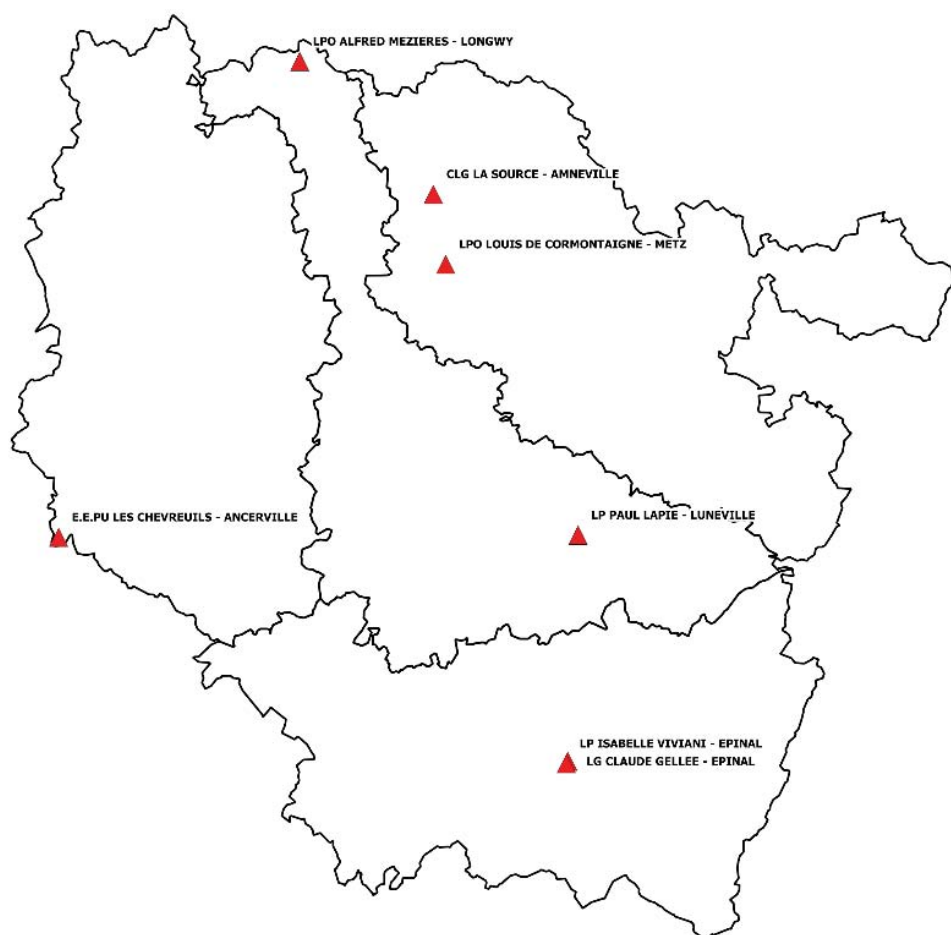 LPO ALFRED MEZIERES - LONGWY
CLG LA SOURCE - AMNEVILLE
LPO LOUIS DE CORMONTAIGNE - METZ
E.E.PU LES CHEVREUILS - ANCERVILLE
LP PAUL LAPIE - LUNEVILLE
LP ISABELLE VIVIANI - EPINAL
LG CLAUDE GELLEE - EPINAL